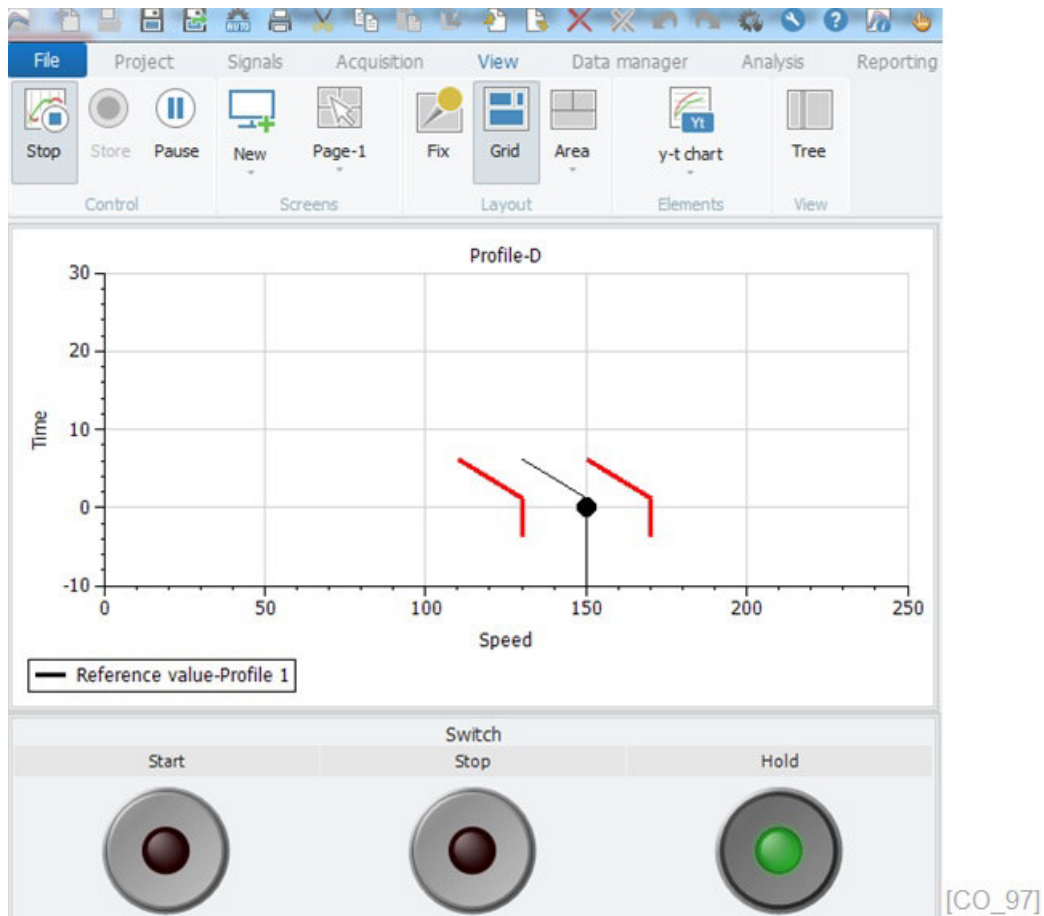 AUTO
File Project Signals Acquisition View Data manager Analysis Reporting
Yt
Stop Store Pause New Page-1 Fix Grid Area y-t chart Tree
Control Screens Layout Elements View
Profile-D
30
20
10
0
-10
Time
0 50 100 150 200 250
Speed
Reference value-Profile 1
Switch
Start Stop Hold
[CO_97]